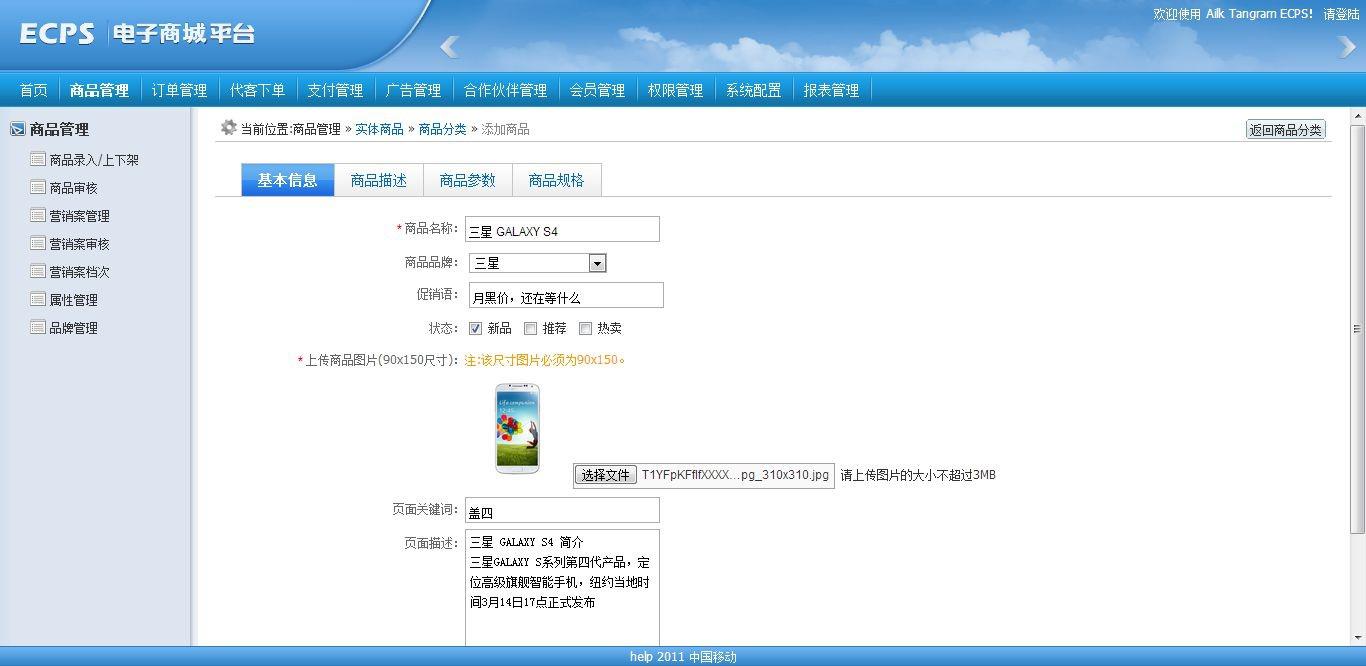 ECPS 电子商城平台
欢迎使用 Ailk Tangram ECPS! 请登陆
首页 商品管理 订单管理 代客下单 支付管理 广告管理 合作伙伴管理 会员管理 权限管理 系统配置 报表管理
商品管理
商品录入/上下架
商品审核
营销案管理
营销案审核
营销案档次
属性管理
品牌管理
当前位置:商品管理 » 实体商品 » 商品分类 » 添加商品
返回商品分类
基本信息 商品描述 商品参数 商品规格
*商品名称: 三星 GALAXY S4
商品品牌: 三星
促销语: 月黑价，还在等什么
状态: 新品 推荐 热卖
*上传商品图片(90x150尺寸): 注:该尺寸图片必须为90x150。
Life companion
12:45
选择文件 T1YFpKFflfXXXX...pg_310x310.jpg 请上传图片的大小不超过3MB
页面关键词: 盖四
页面描述: 三星 GALAXY S4 简介
三星GALAXY S系列第四代产品，定
位高级旗舰智能手机，纽约当地时
间3月14日17点正式发布
help 2011 中国移动